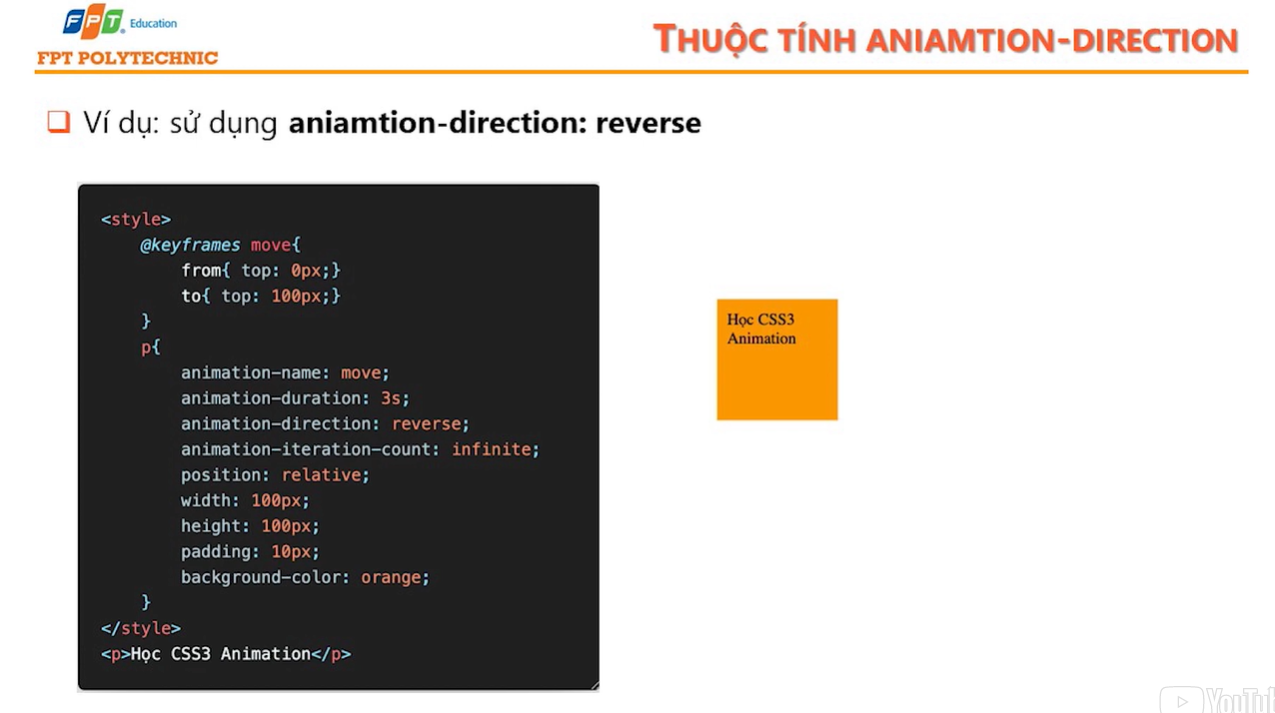 FPT Education
FPT POLYTECHNIC
THUỘC TÍNH ANIAMTION-DIRECTION
Ví dụ: sử dụng aniamtion-direction: reverse
<style>
@keyframes move{
from{ top: 0px;}
to{ top: 100px;}
}
p{
animation-name: move;
animation-duration: 3s;
animation-direction: reverse;
animation-iteration-count: infinite;
position: relative;
width: 100px;
height: 100px;
padding: 10px;
background-color: orange;
}
</style>
<p>Học CSS3 Animation</p>
Học CSS3
Animation